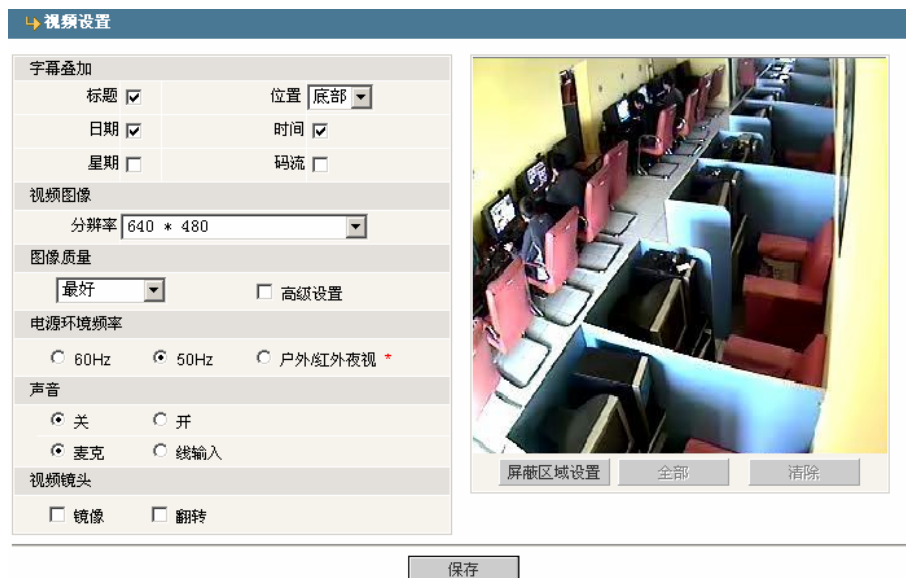 视频设置
字幕叠加
标题 位置 底部
日期 时间
星期 码流
视频图像
分辨率 640 * 480
图像质量
最好 高级设置
电源环境频率
60Hz 50Hz 户外/红外夜视 *
声音
关 开
麦克 线输入
视频镜头
镜像 翻转
屏蔽区域设置 全部 清除
保存